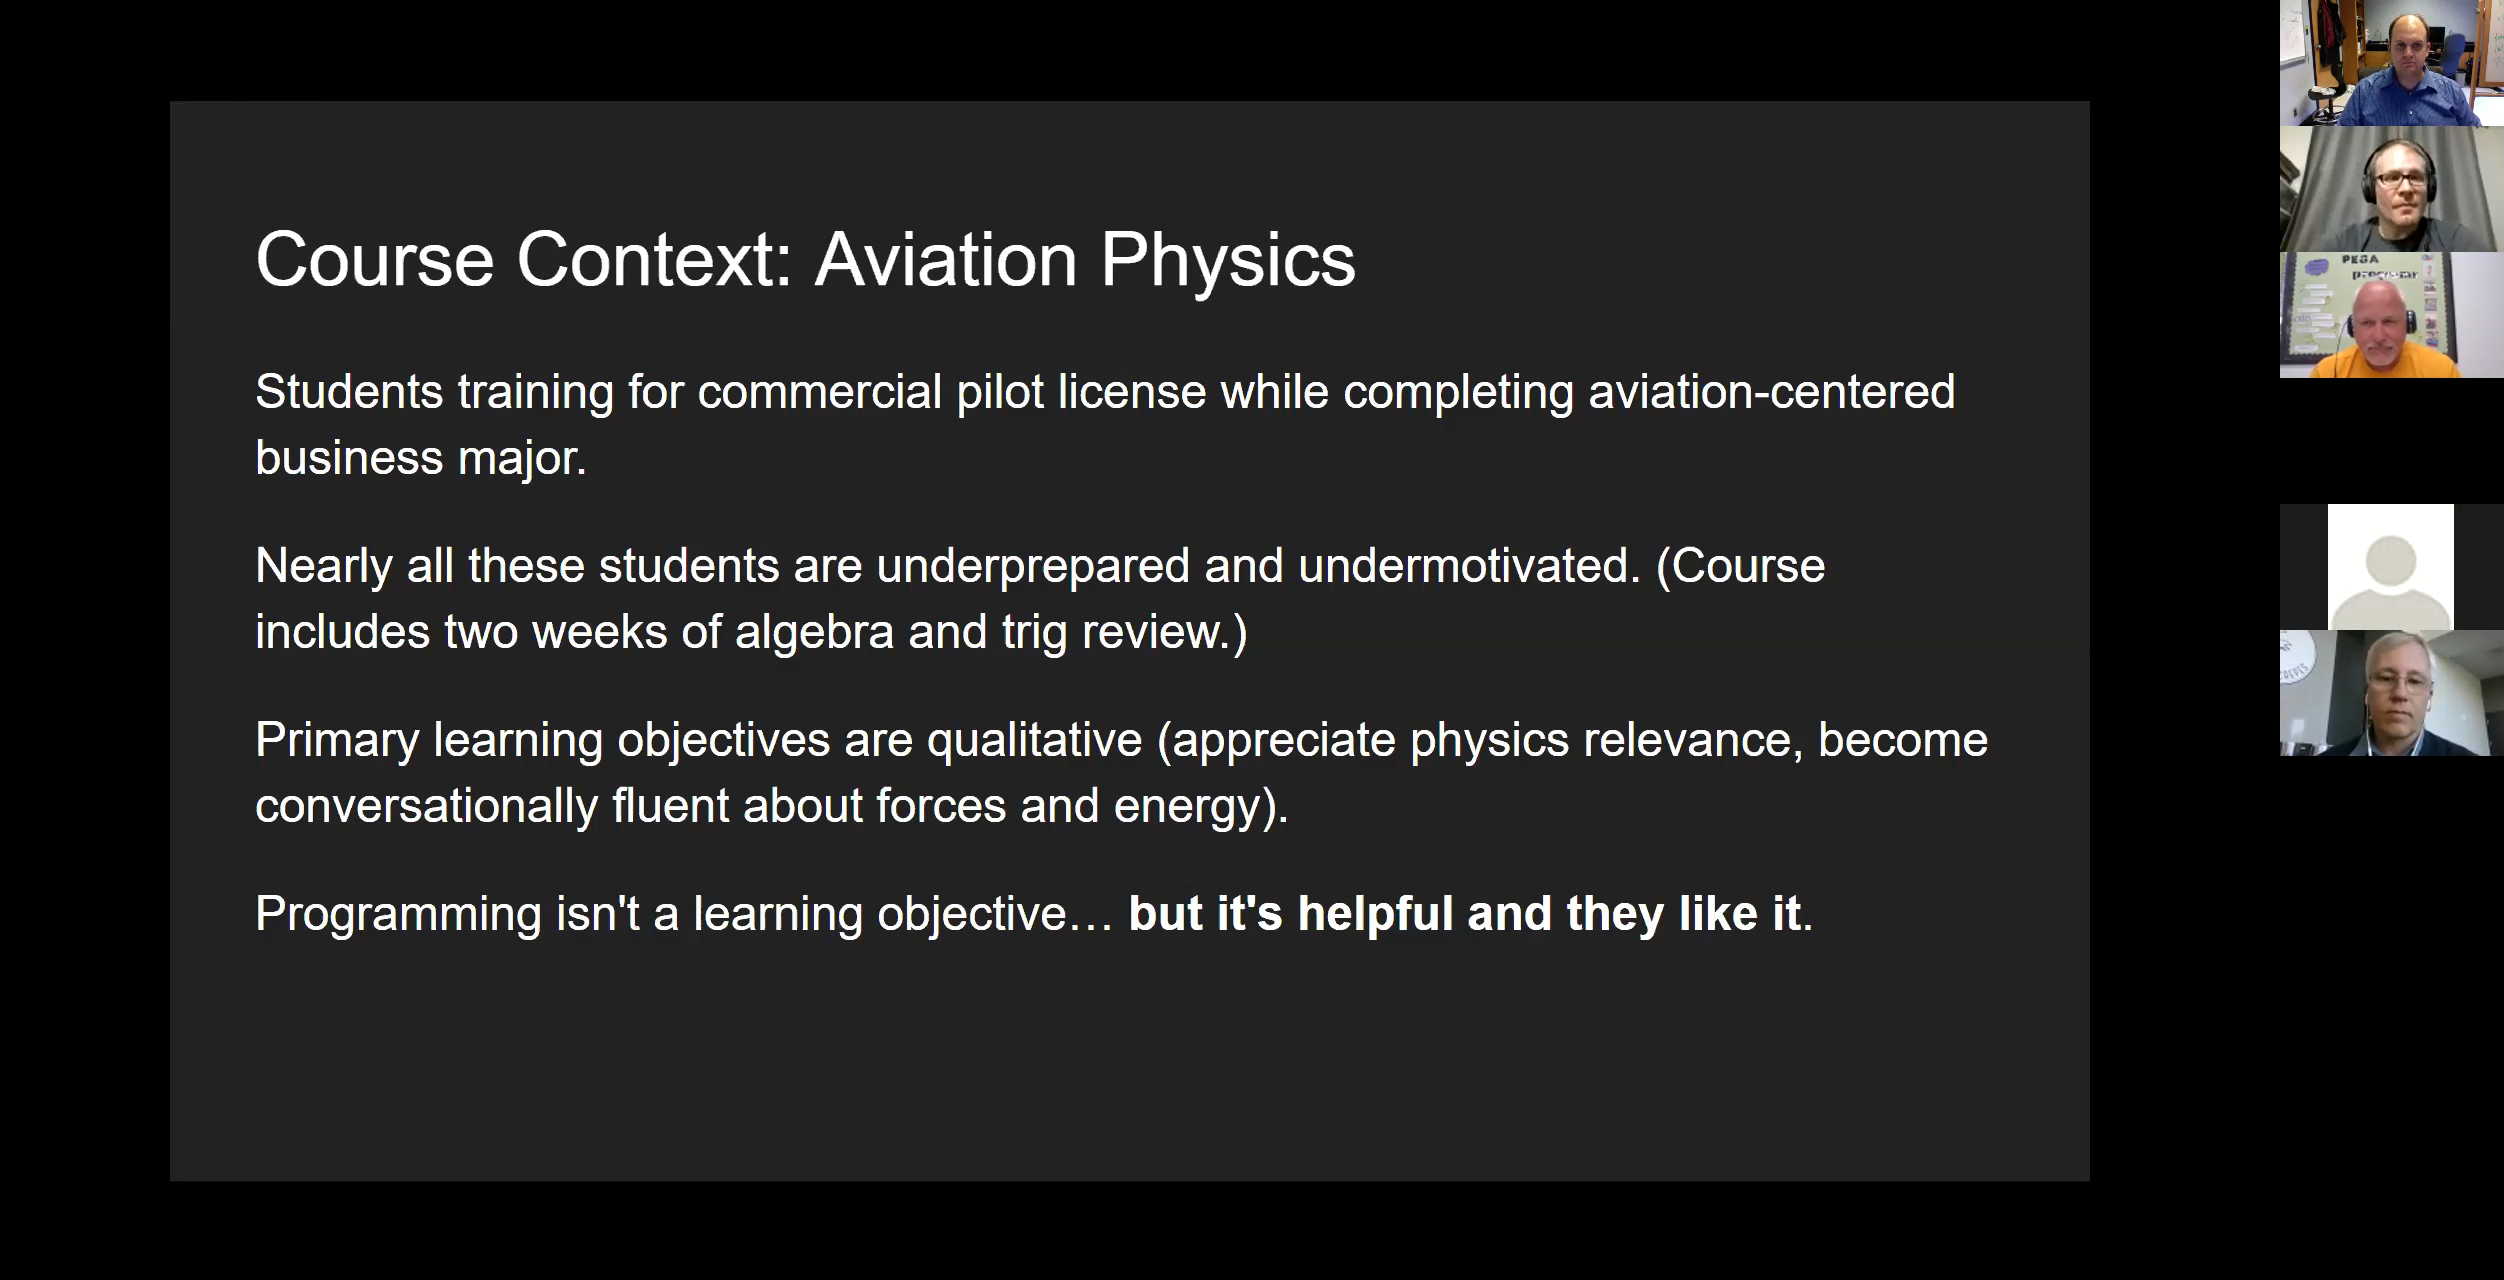 Course Context: Aviation Physics
Students training for commercial pilot license while completing aviation-centered
business major.
Nearly all these students are underprepared and undermotivated. (Course
includes two weeks of algebra and trig review.)
Primary learning objectives are qualitative (appreciate physics relevance, become
conversationally fluent about forces and energy).
Programming isn't a learning objective… but it's helpful and they like it.
PEGA
program